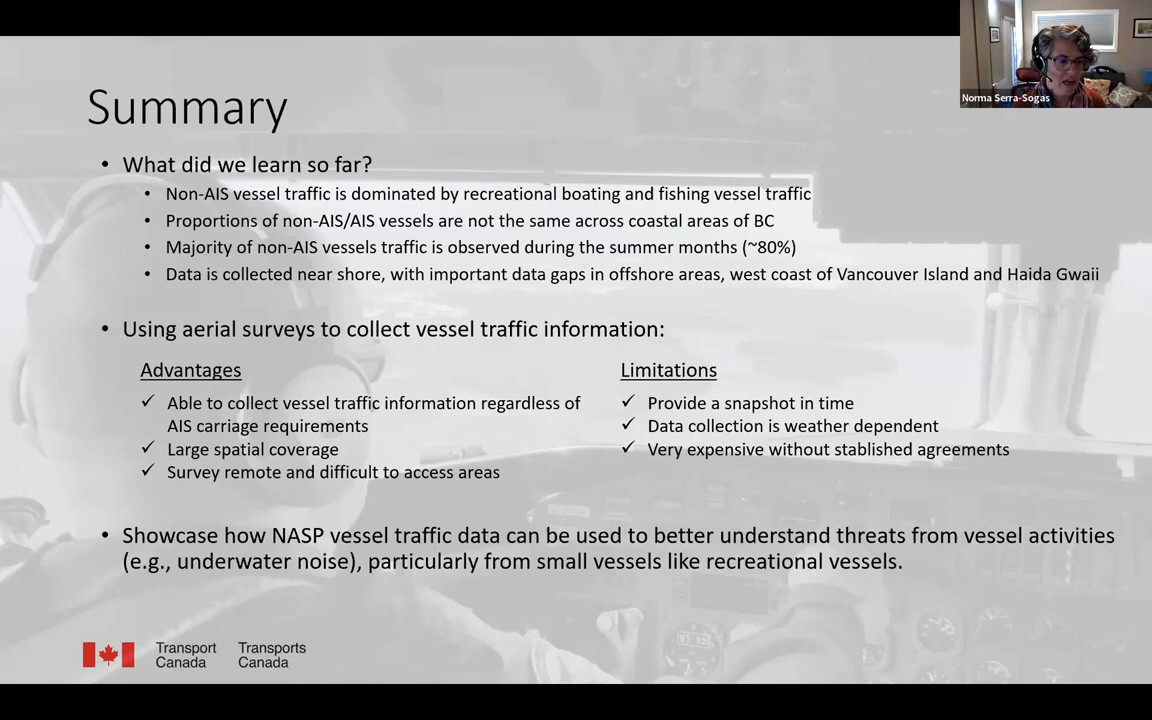 Norma Serra-Sogas
Summary
• What did we learn so far?
• Non-AIS vessel traffic is dominated by recreational boating and fishing vessel traffic
• Proportions of non-AIS/AIS vessels are not the same across coastal areas of BC
• Majority of non-AIS vessels traffic is observed during the summer months (~80%)
• Data is collected near shore, with important data gaps in offshore areas, west coast of Vancouver Island and Haida Gwaii
• Using aerial surveys to collect vessel traffic information:
Advantages
✓ Able to collect vessel traffic information regardless of
AIS carriage requirements
✓ Large spatial coverage
✓ Survey remote and difficult to access areas
Limitations
✓ Provide a snapshot in time
✓ Data collection is weather dependent
✓ Very expensive without stablished agreements
• Showcase how NASP vessel traffic data can be used to better understand threats from vessel activities
(e.g., underwater noise), particularly from small vessels like recreational vessels.
Transport
Canada
Transports
Canada